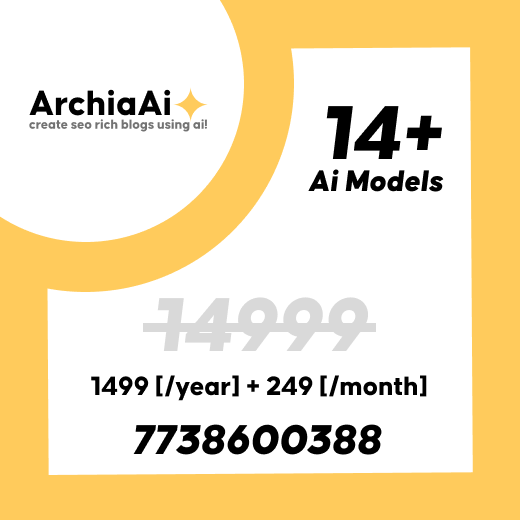 ArchiaAi
create seo rich blogs using ai!
14+
Ai Models
14999
1499 [/year] + 249 [/month]
7738600388